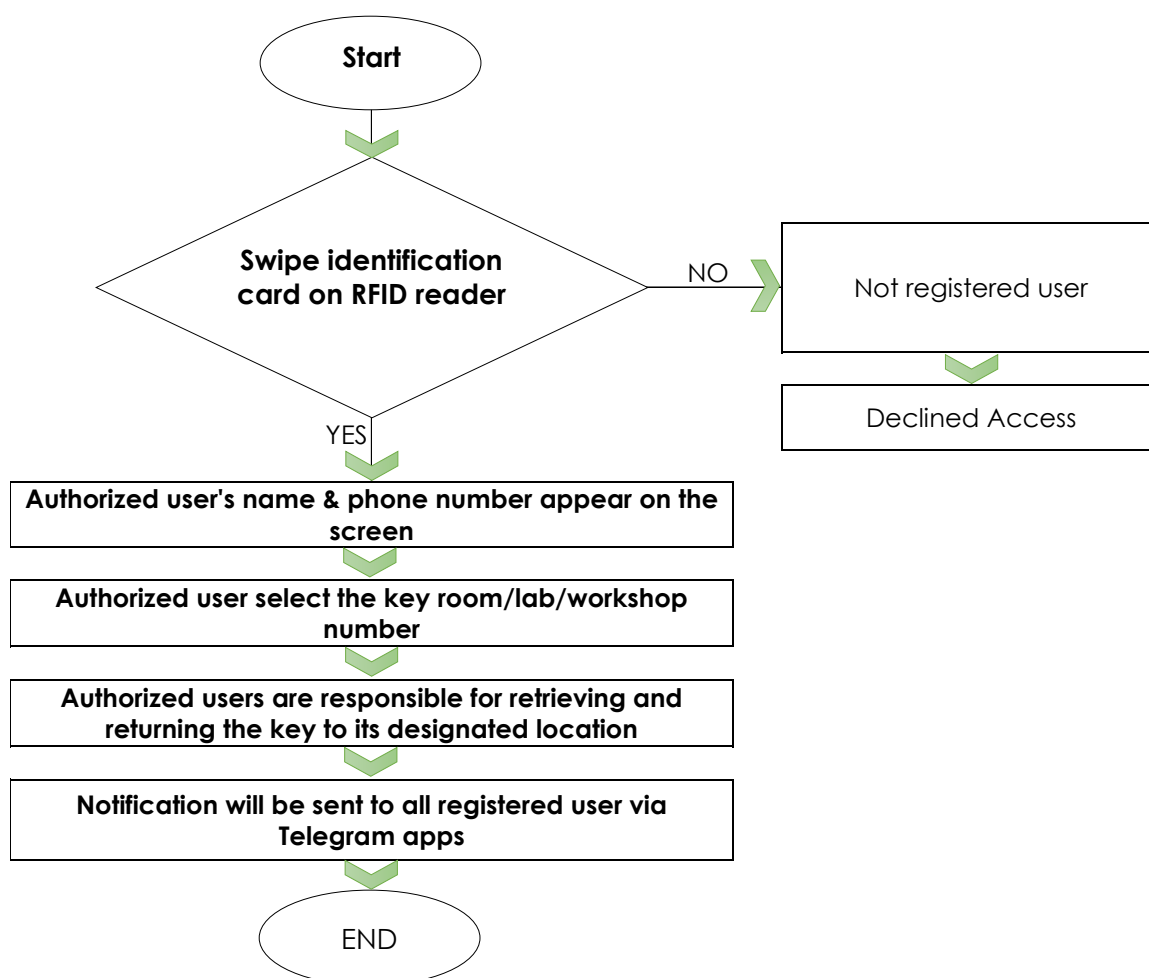 Start
Swipe identification
card on RFID reader
NO
Not registered user
Declined Access
YES
Authorized user's name & phone number appear on the
screen
Authorized user select the key room/lab/workshop
number
Authorized users are responsible for retrieving and
returning the key to its designated location
Notification will be sent to all registered user via
Telegram apps
END